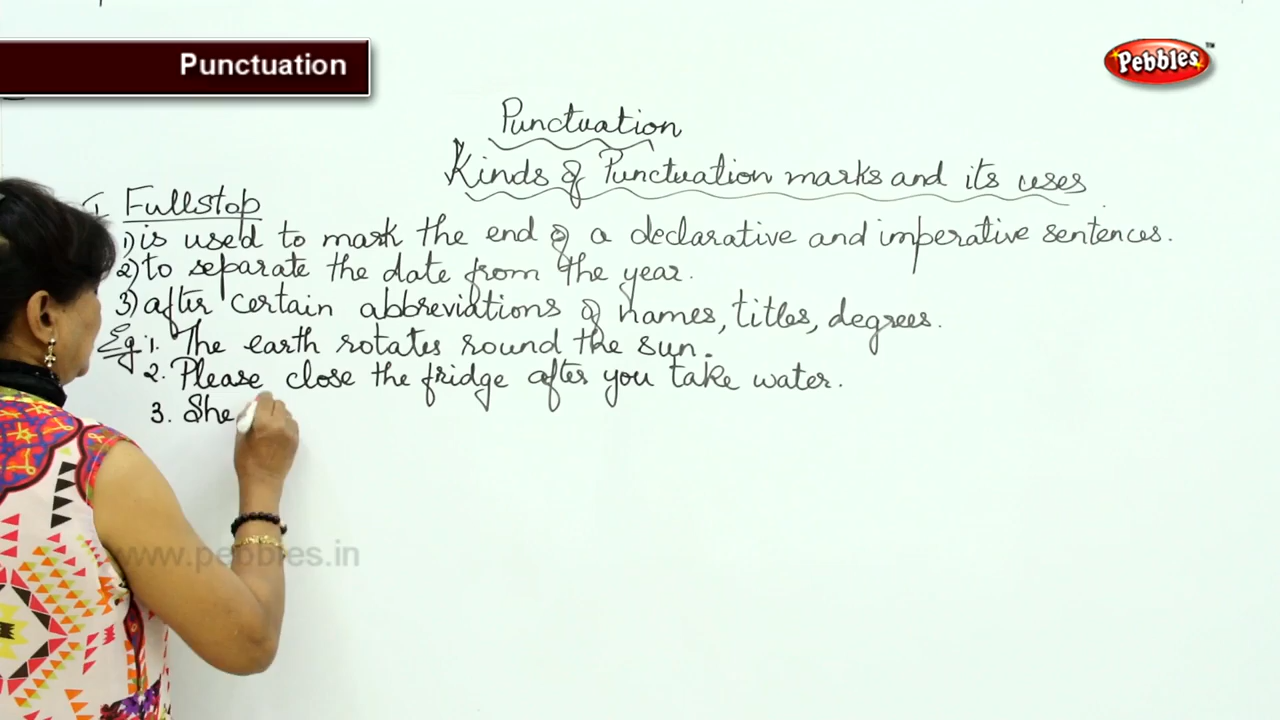 Punctuation
Pebbles™
Punctuation
Kinds of Punctuation marks and its uses
I Fullstop
1) is used to mark the end of a declarative and imperative sentences.
2) to separate the date from the year.
3) after certain abbreviations of names, titles, degrees.
Eg 1. The earth rotates round the sun.
2. Please close the fridge after you take water.
3. She
www.pebbles.in